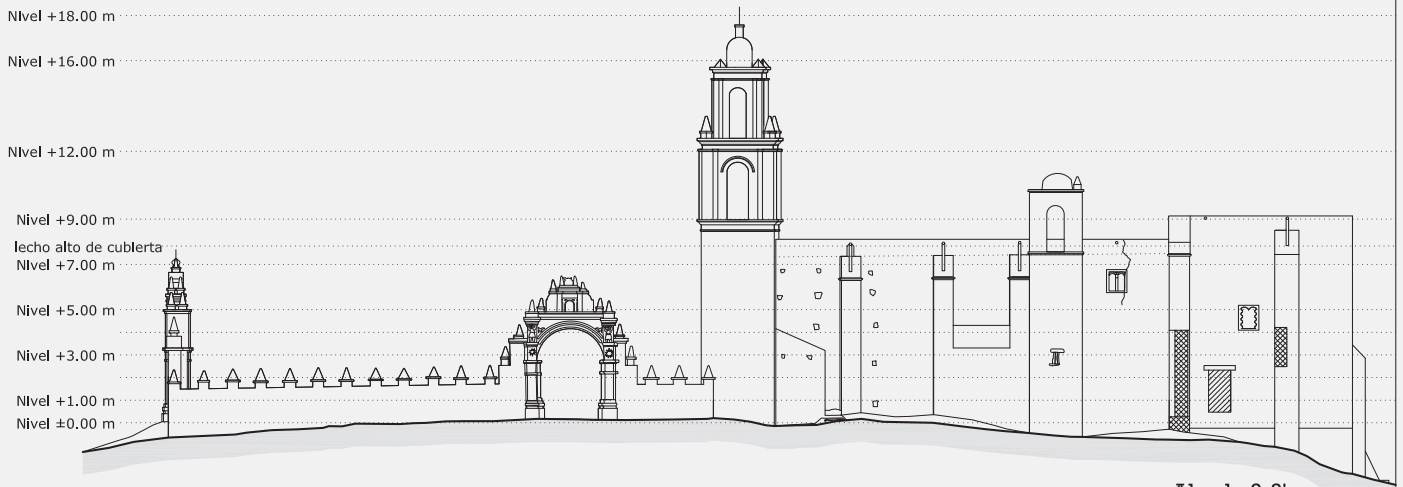 Nivel +18.00 m
Nivel +16.00 m
Nivel +12.00 m
Nivel +9.00 m
lecho alto de cubierta
Nivel +7.00 m
Nivel +5.00 m
Nivel +3.00 m
Nivel +1.00 m
Nivel ±0.00 m